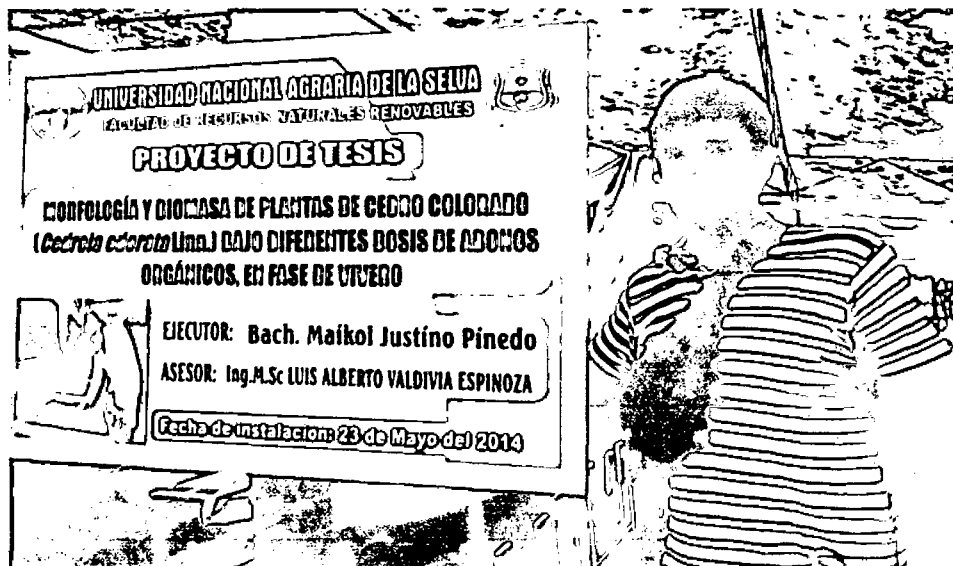 UNIVERSIDAD NACIONAL AGRARIA DE LA SELVA
FACULTAD DE RECURSOS NATURALES RENOVABLES
PROYECTO DE TESIS
MORFOLOGÍA Y BIOMASA DE PLANTAS DE CEDRO COLORADO
(Cedrela odorata Linn.) BAJO DIFERENTES DOSIS DE ABONOS
ORGÁNICOS, EN FASE DE VIVERO
EJECUTOR: Bach. Maikol Justino Pinedo
ASESOR: Ing.M.Sc LUIS ALBERTO VALDIVIA ESPINOZA
Fecha de instalación: 23 de Mayo del 2014